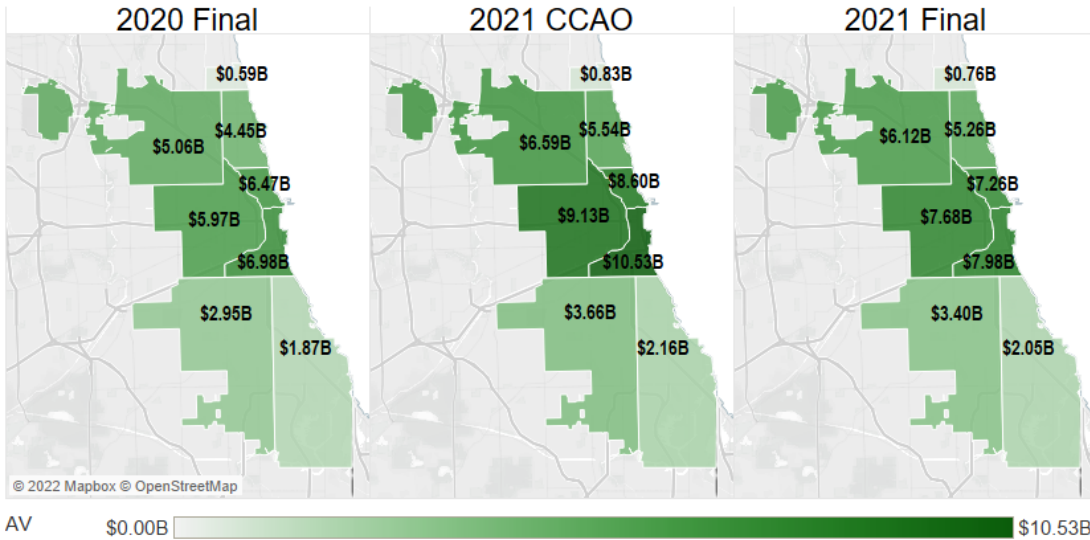 2020 Final
2021 CCAO
2021 Final
$0.59B
$4.45B
$5.06B
$6.47B
$5.97B
$6.98B
$2.95B
$1.87B
$0.83B
$5.54B
$6.59B
$8.60B
$9.13B
$10.53B
$3.66B
$2.16B
$0.76B
$5.26B
$6.12B
$7.26B
$7.68B
$7.98B
$3.40B
$2.05B
© 2022 Mapbox © OpenStreetMap
AV
$0.00B
$10.53B